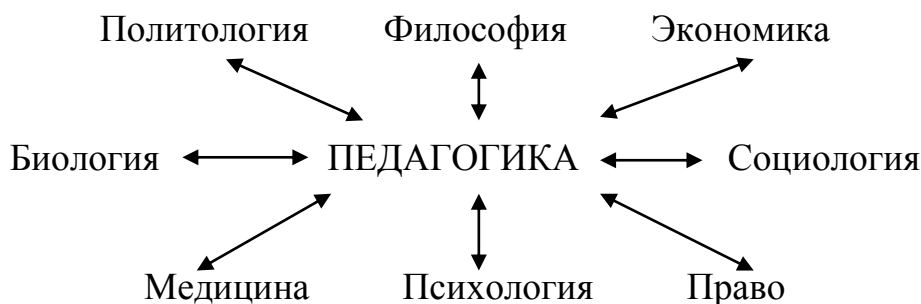 Политология Философия Экономика
Биология ПЕДАГОГИКА Социология
Медицина Психология Право